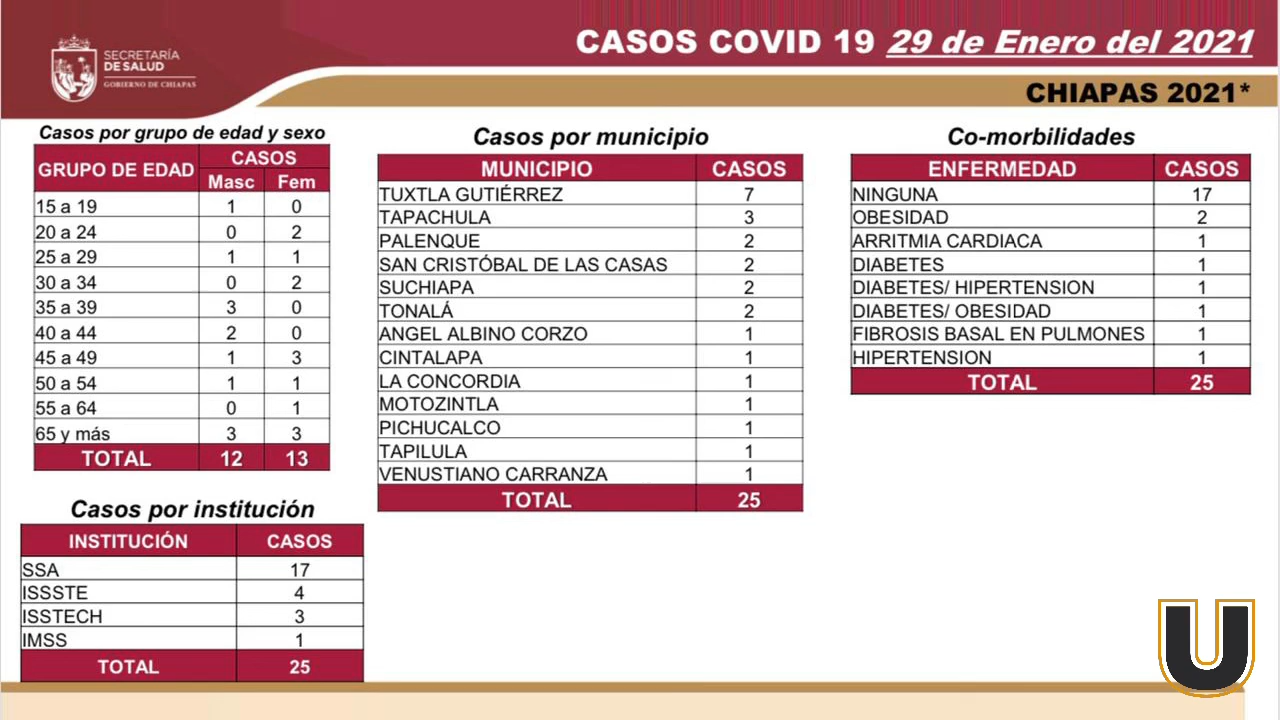 SECRETARÍA
DE SALUD
GOBIERNO DE CHIAPAS
CASOS COVID 19 29 de Enero del 2021
CHIAPAS 2021*
Casos por grupo de edad y sexo
GRUPO DE EDAD CASOS
Masc Fem
15 a 19 1 0
20 a 24 0 2
25 a 29 1 1
30 a 34 0 2
35 a 39 3 0
40 a 44 2 0
45 a 49 1 3
50 a 54 1 1
55 a 64 0 1
65 y más 3 3
TOTAL 12 13
Casos por institución
INSTITUCIÓN CASOS
SSA 17
ISSSTE 4
ISSTECH 3
IMSS 1
TOTAL 25
Casos por municipio
MUNICIPIO CASOS
TUXTLA GUTIÉRREZ 7
TAPACHULA 3
PALENQUE 2
SAN CRISTÓBAL DE LAS CASAS 2
SUCHIAPA 2
TONALÁ 2
ANGEL ALBINO CORZO 1
CINTALAPA 1
LA CONCORDIA 1
MOTOZINTLA 1
PICHUCALCO 1
TAPILULA 1
VENUSTIANO CARRANZA 1
TOTAL 25
Co-morbilidades
ENFERMEDAD CASOS
NINGUNA 17
OBESIDAD 2
ARRITMIA CARDIACA 1
DIABETES 1
DIABETES/ HIPERTENSION 1
DIABETES/ OBESIDAD 1
FIBROSIS BASAL EN PULMONES 1
HIPERTENSION 1
TOTAL 25
U